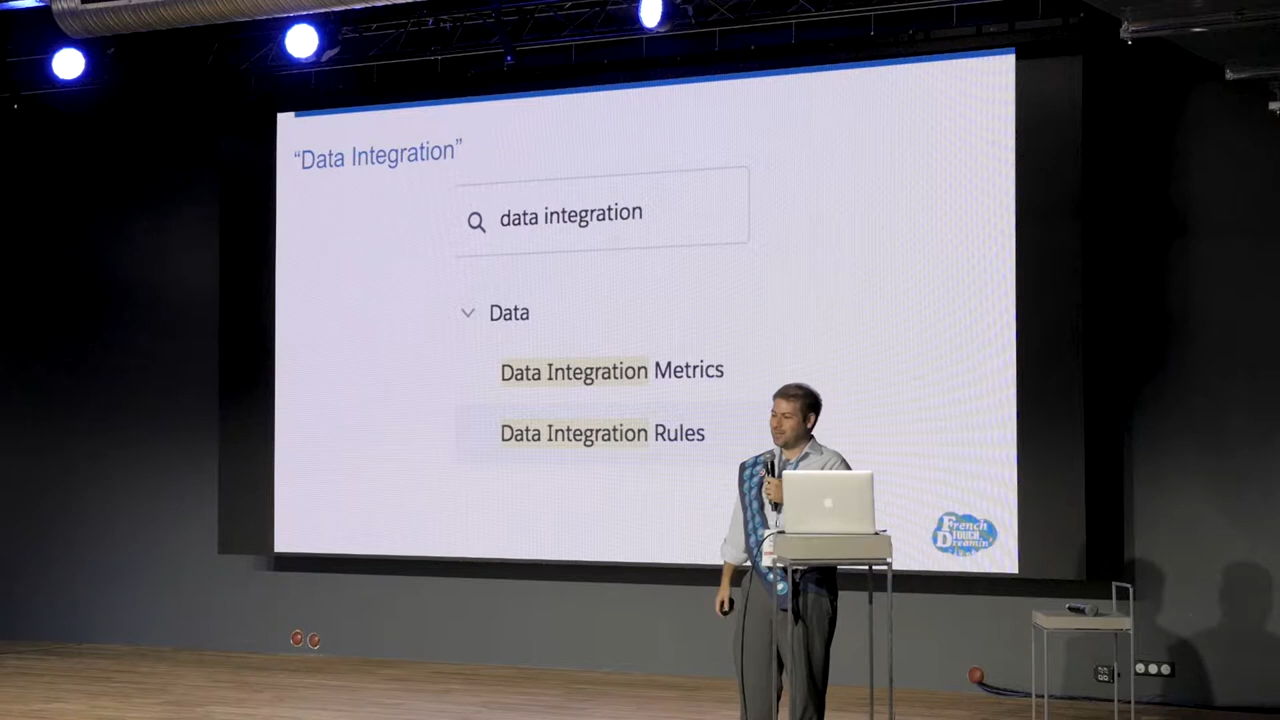 “Data Integration”
data integration
Data
Data Integration Metrics
Data Integration Rules
French
TOUCH
Dreamin'